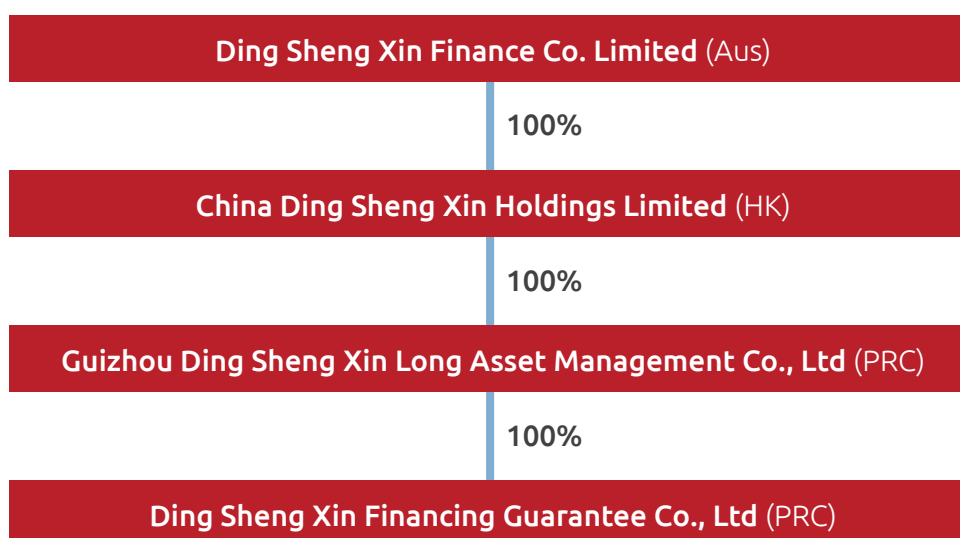 Ding Sheng Xin Finance Co. Limited (Aus)
100%
China Ding Sheng Xin Holdings Limited (HK)
100%
Guizhou Ding Sheng Xin Long Asset Management Co., Ltd (PRC)
100%
Ding Sheng Xin Financing Guarantee Co., Ltd (PRC)